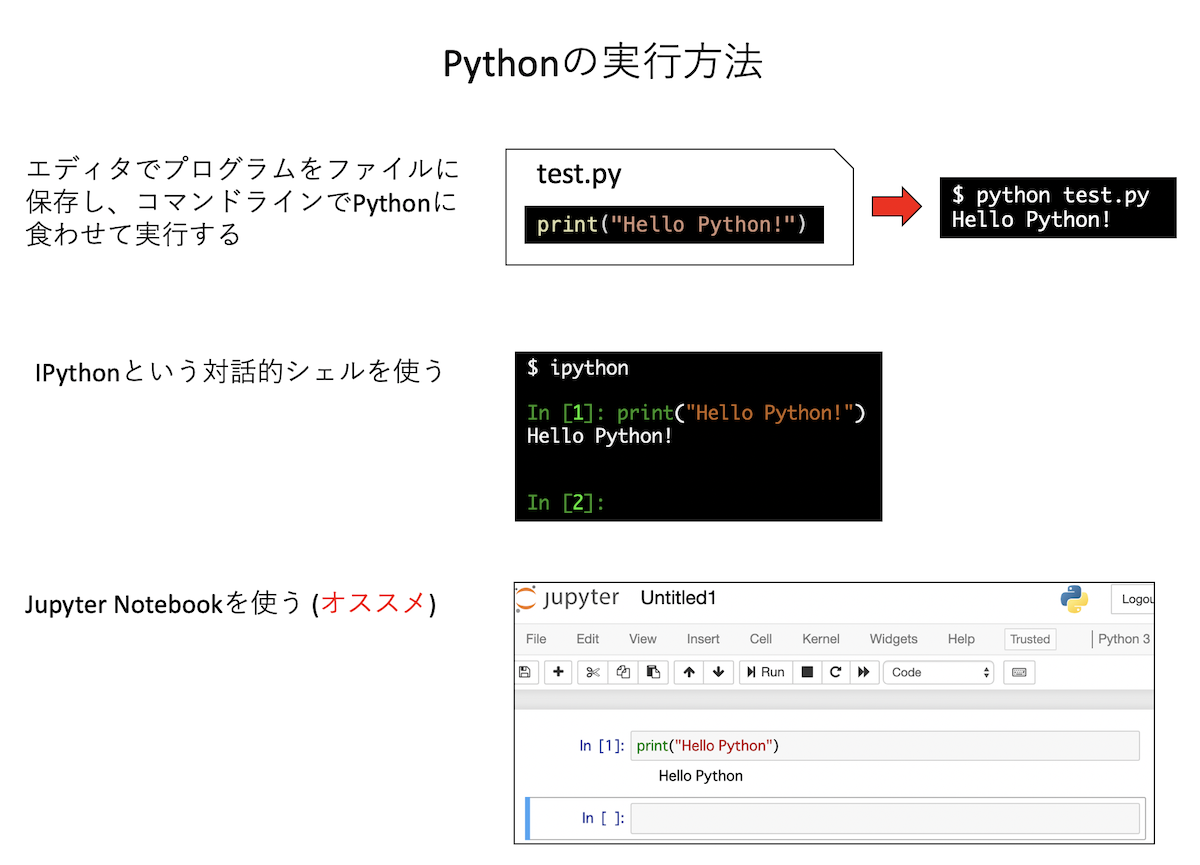 Pythonの実行方法
エディタでプログラムをファイルに
保存し、コマンドラインでPythonに
食わせて実行する
test.py
print("Hello Python!")
$ python test.py
Hello Python!
IPythonという対話的シェルを使う
$ ipython
In [1]: print("Hello Python!")
Hello Python!
In [2]:
Jupyter Notebookを使う (オススメ)
jupyter Untitled1
Logou
File Edit View Insert Cell Kernel Widgets Help Trusted Python 3
Run Code
In [1]: print("Hello Python")
Hello Python
In [ ]: